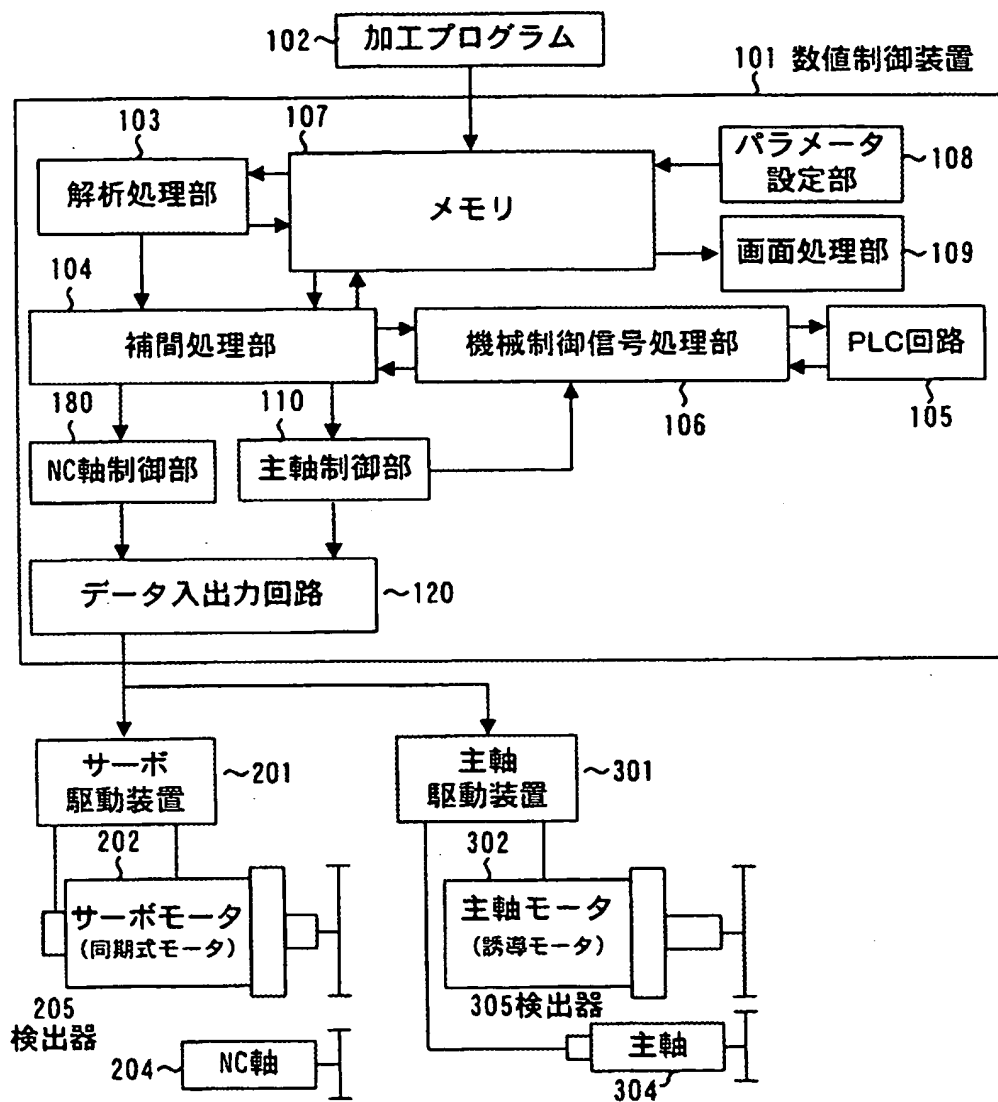 102 加工プログラム
101 数値制御装置
103
107
解析処理部
メモリ
パラメータ
設定部
108
画面処理部
109
104
補間処理部
機械制御信号処理部
PLC回路
180
110
106
105
NC軸制御部
主軸制御部
データ入出力回路
120
サーボ
駆動装置
201
主軸
駆動装置
301
202
302
サーボモータ
(同期式モータ)
主軸モータ
(誘導モータ)
205
検出器
305検出器
204
NC軸
主軸
304